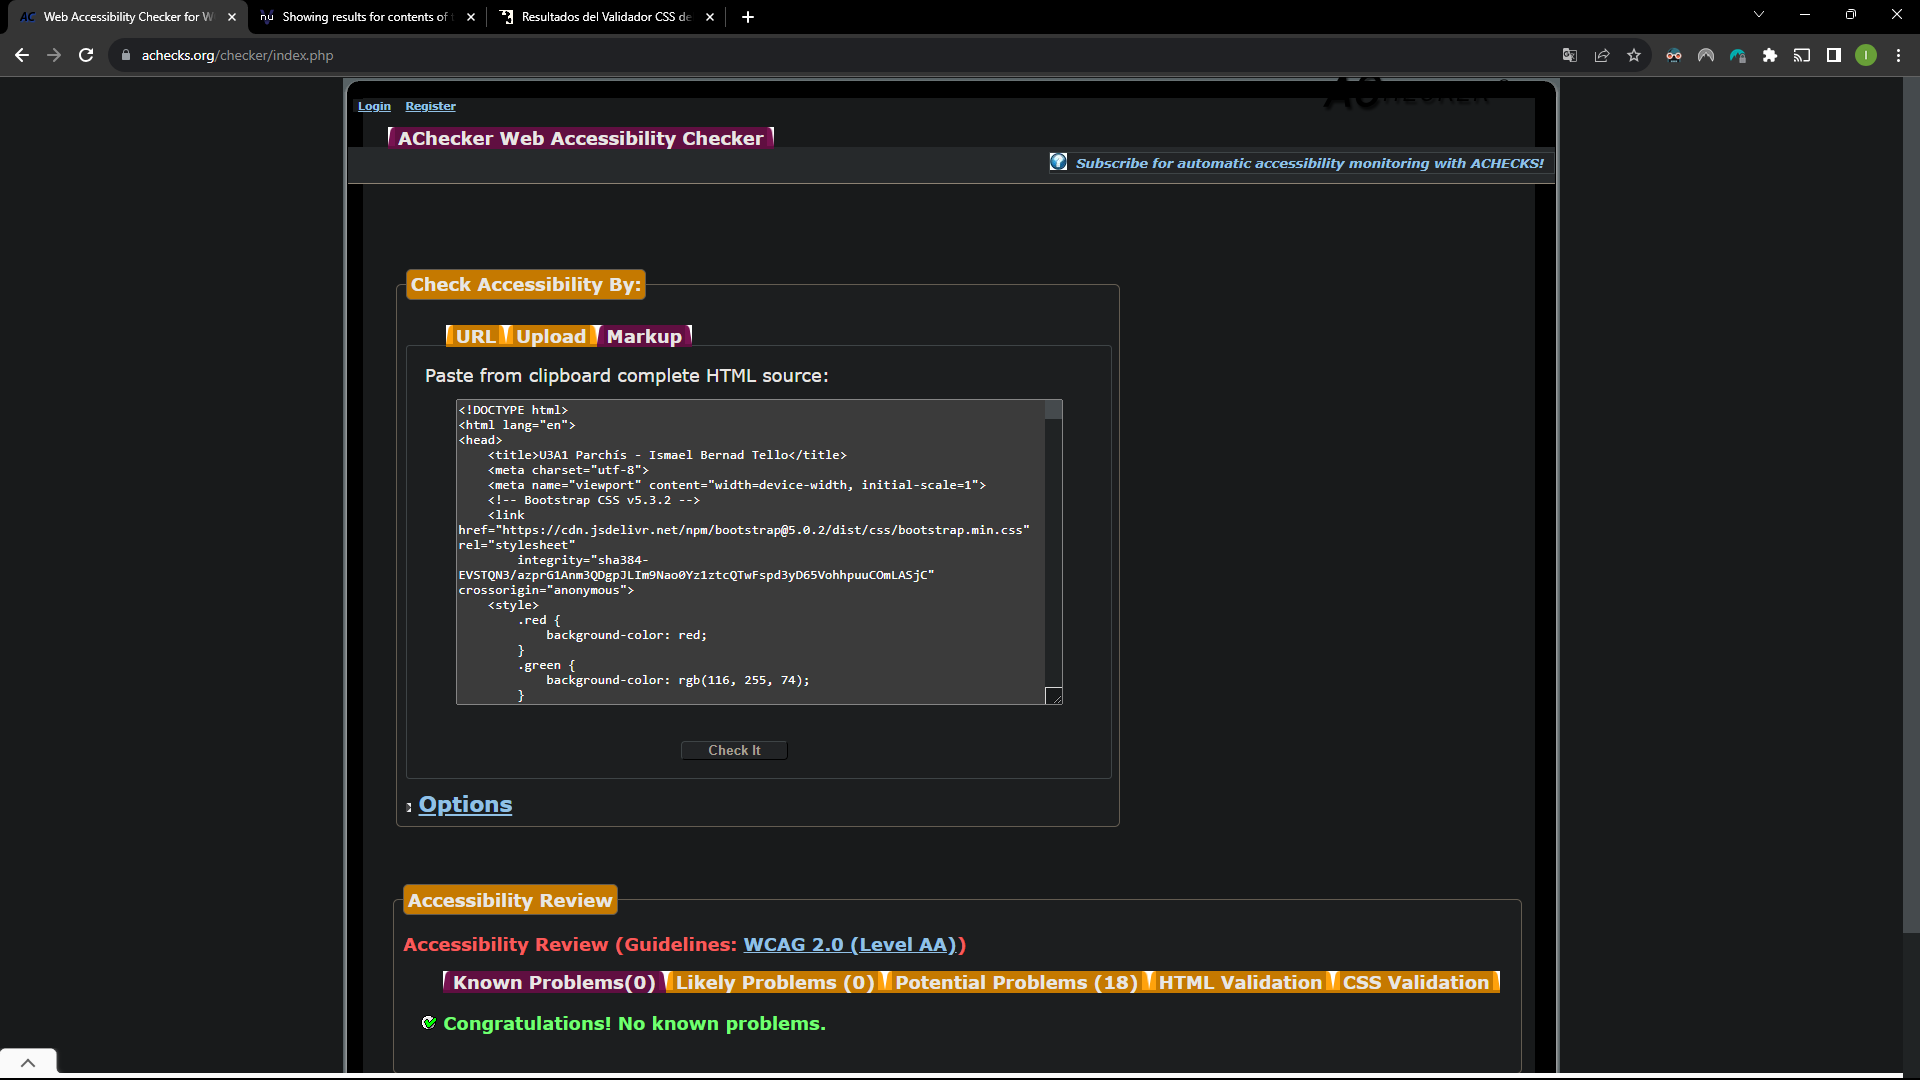 AC Web Accessibility Checker for W
nu Showing results for contents of t
Resultados del Validador CSS de
achecks.org/checker/index.php
I
Login Register
AChecker Web Accessibility Checker
Subscribe for automatic accessibility monitoring with ACHECKS!
Check Accessibility By:
URL Upload Markup
Paste from clipboard complete HTML source:
<!DOCTYPE html>
<html lang="en">
<head>
<title>U3A1 Parchís - Ismael Bernad Tello</title>
<meta charset="utf-8">
<meta name="viewport" content="width=device-width, initial-scale=1">
<!-- Bootstrap CSS v5.3.2 -->
<link
href="https://cdn.jsdelivr.net/npm/bootstrap@5.0.2/dist/css/bootstrap.min.css"
rel="stylesheet"
integrity="sha384-
EVSTQN3/azprG1Anm3QDgpJLIm9Nao0Yz1ztcQTwFspd3yD65VohhpuuCOmLASjC"
crossorigin="anonymous">
<style>
.red {
background-color: red;
}
.green {
background-color: rgb(116, 255, 74);
}
Check It
Options
Accessibility Review
Accessibility Review (Guidelines: WCAG 2.0 (Level AA))
Known Problems(0) Likely Problems (0) Potential Problems (18) HTML Validation CSS Validation
Congratulations! No known problems.